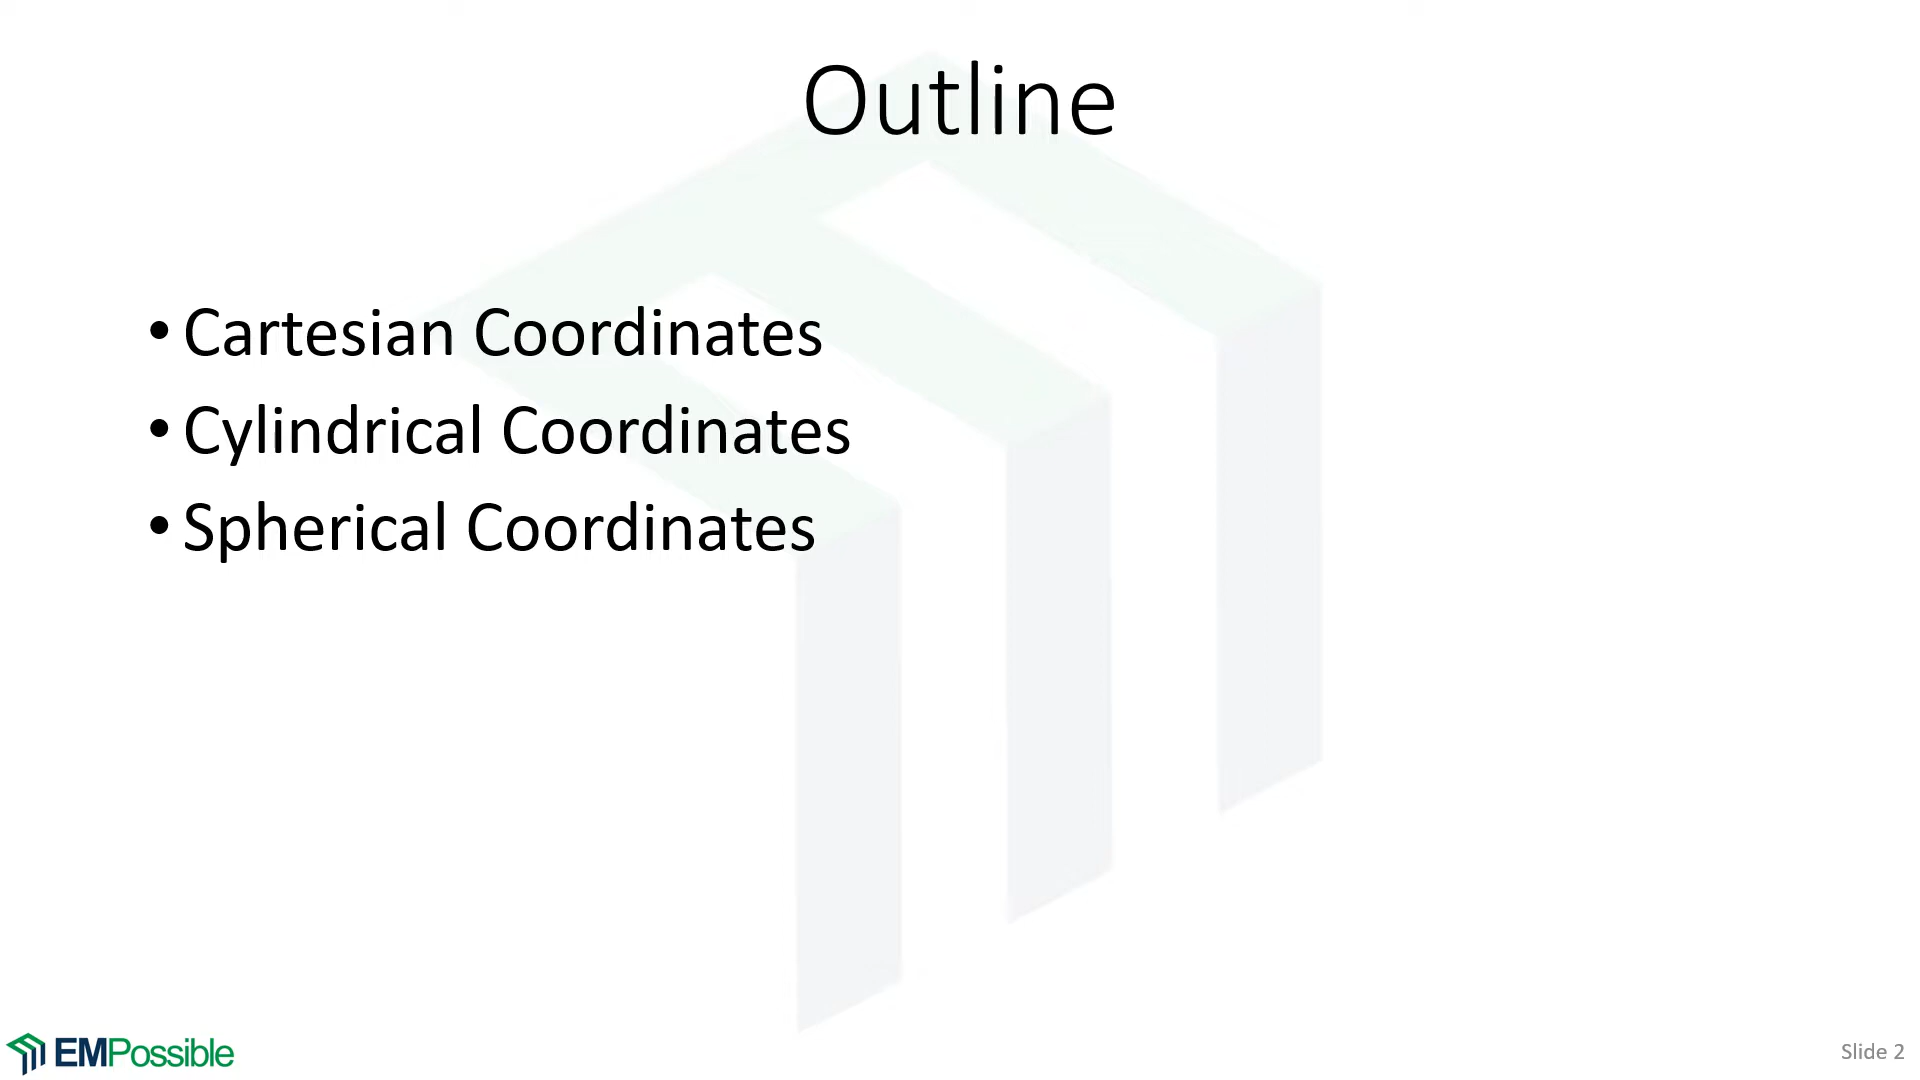 Outline
• Cartesian Coordinates
• Cylindrical Coordinates
• Spherical Coordinates
EMPossible
Slide 2